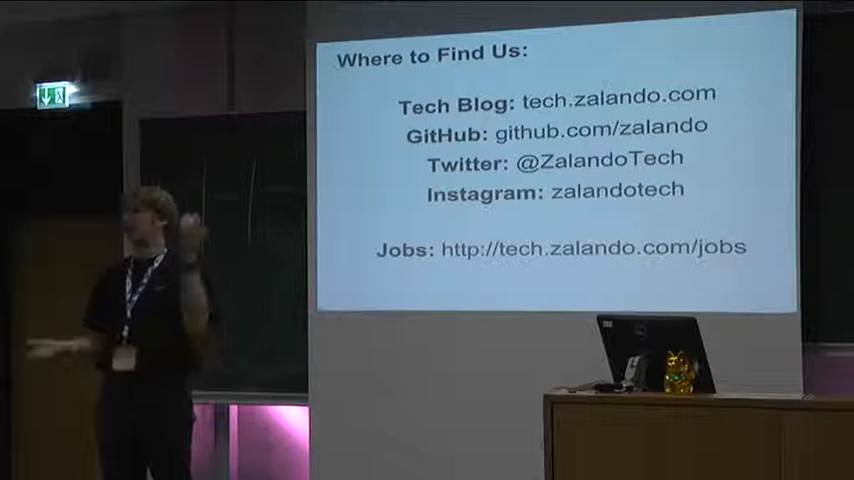 Where to Find Us:
Tech Blog: tech.zalando.com
GitHub: github.com/zalando
Twitter: @ZalandoTech
Instagram: zalandotech
Jobs: http://tech.zalando.com/jobs